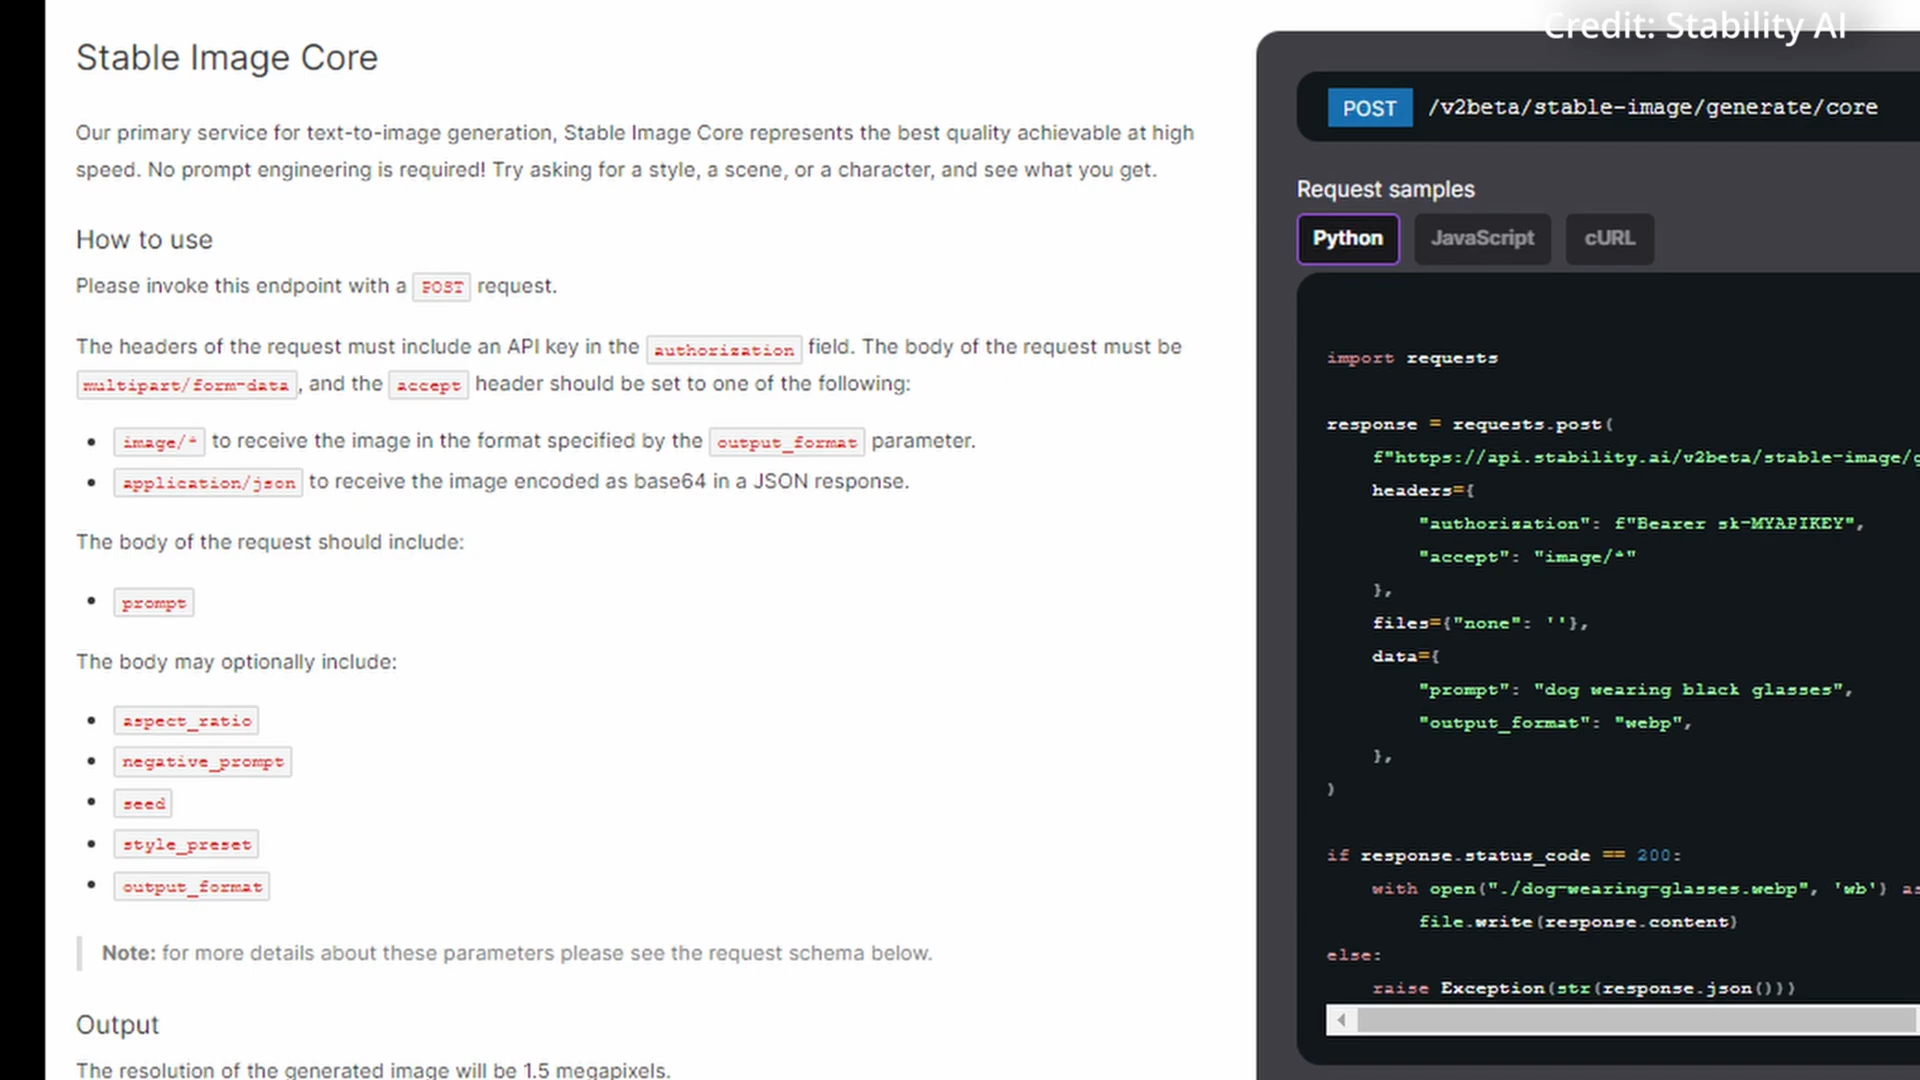 Credit: Stability AI
Stable Image Core
Our primary service for text-to-image generation, Stable Image Core represents the best quality achievable at high
speed. No prompt engineering is required! Try asking for a style, a scene, or a character, and see what you get.
How to use
Please invoke this endpoint with a POST request.
The headers of the request must include an API key in the authorization field. The body of the request must be
multipart/form-data, and the accept header should be set to one of the following:
• image/* to receive the image in the format specified by the output_format parameter.
• application/json to receive the image encoded as base64 in a JSON response.
The body of the request should include:
• prompt
The body may optionally include:
• aspect_ratio
• negative_prompt
• seed
• style_preset
• output_format
Note: for more details about these parameters please see the request schema below.
Output
The resolution of the generated image will be 1.5 megapixels.
POST /v2beta/stable-image/generate/core
Request samples
Python JavaScript cURL
import requests
response = requests.post(
f"https://api.stability.ai/v2beta/stable-image/g
headers={
"authorization": f"Bearer sk-MYAPIKEY",
"accept": "image/*"
},
files={"none": ''},
data={
"prompt": "dog wearing black glasses",
"output_format": "webp",
},
)
if response.status_code == 200:
with open("./dog-wearing-glasses.webp", 'wb') as
file.write(response.content)
else:
raise Exception(str(response.json()))